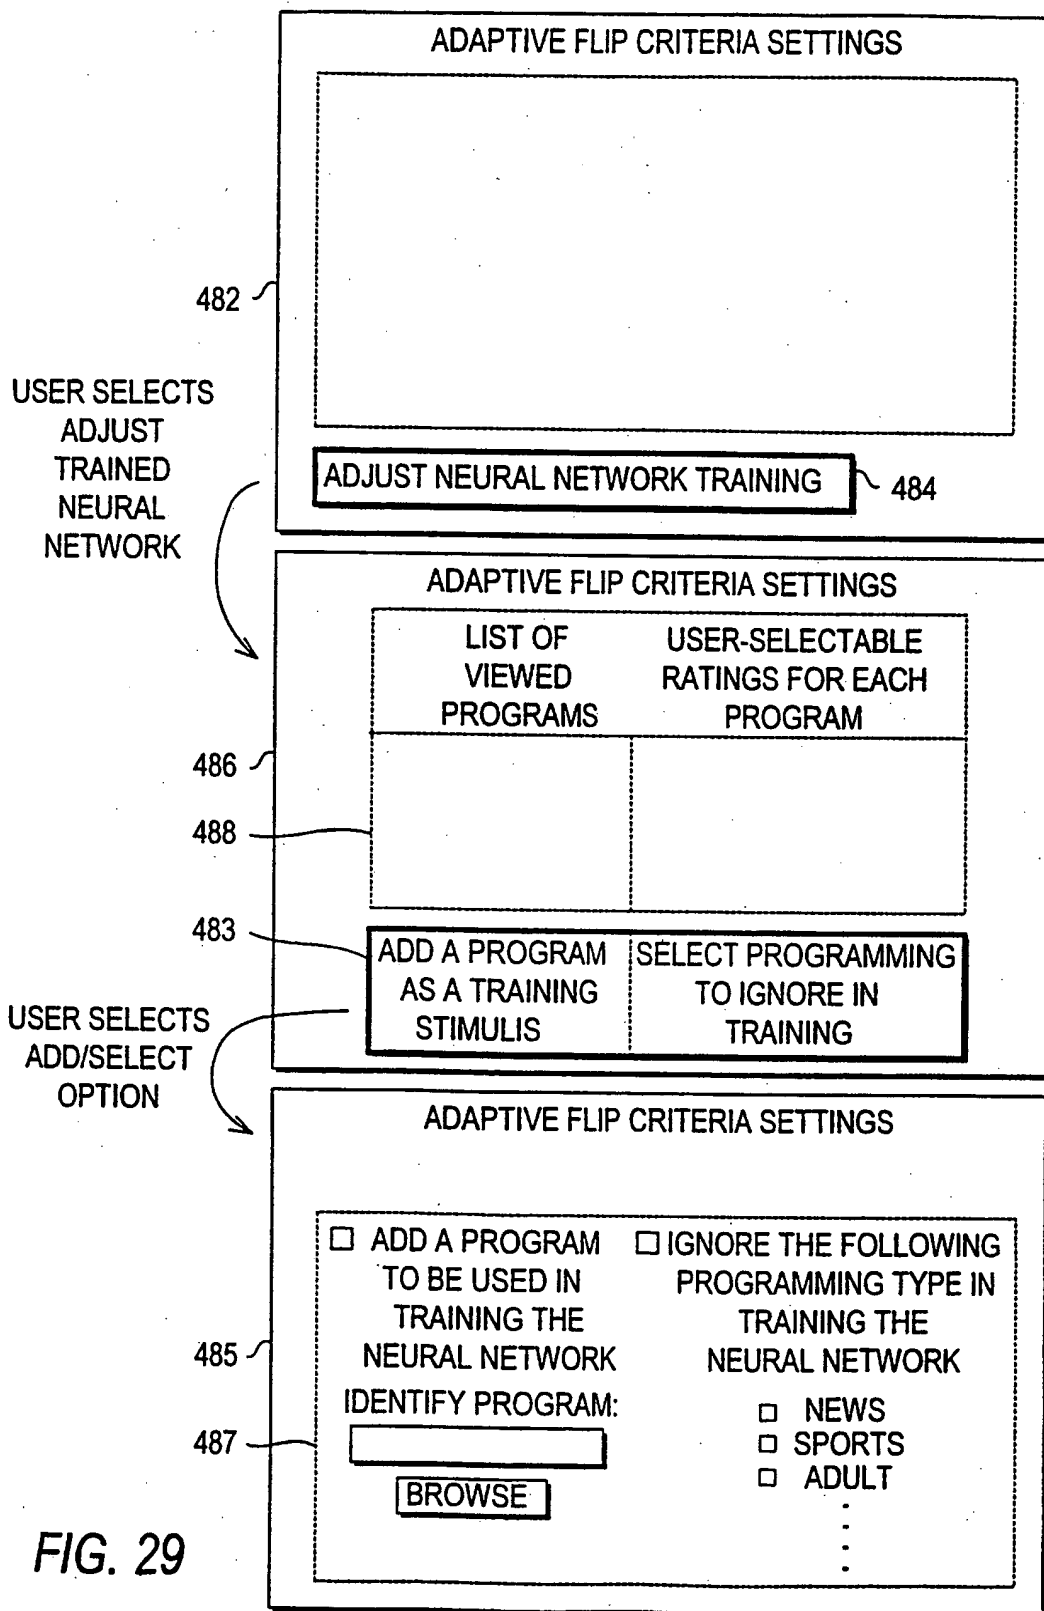 ADAPTIVE FLIP CRITERIA SETTINGS
482
USER SELECTS
ADJUST
TRAINED
NEURAL
NETWORK
ADJUST NEURAL NETWORK TRAINING
484
ADAPTIVE FLIP CRITERIA SETTINGS
LIST OF
VIEWED
PROGRAMS
USER-SELECTABLE
RATINGS FOR EACH
PROGRAM
486
488
483
ADD A PROGRAM
AS A TRAINING
STIMULIS
SELECT PROGRAMMING
TO IGNORE IN
TRAINING
USER SELECTS
ADD/SELECT
OPTION
ADAPTIVE FLIP CRITERIA SETTINGS
ADD A PROGRAM
TO BE USED IN
TRAINING THE
NEURAL NETWORK
IDENTIFY PROGRAM:
BROWSE
IGNORE THE FOLLOWING
PROGRAMMING TYPE IN
TRAINING THE
NEURAL NETWORK
NEWS
SPORTS
ADULT
485
487
FIG. 29